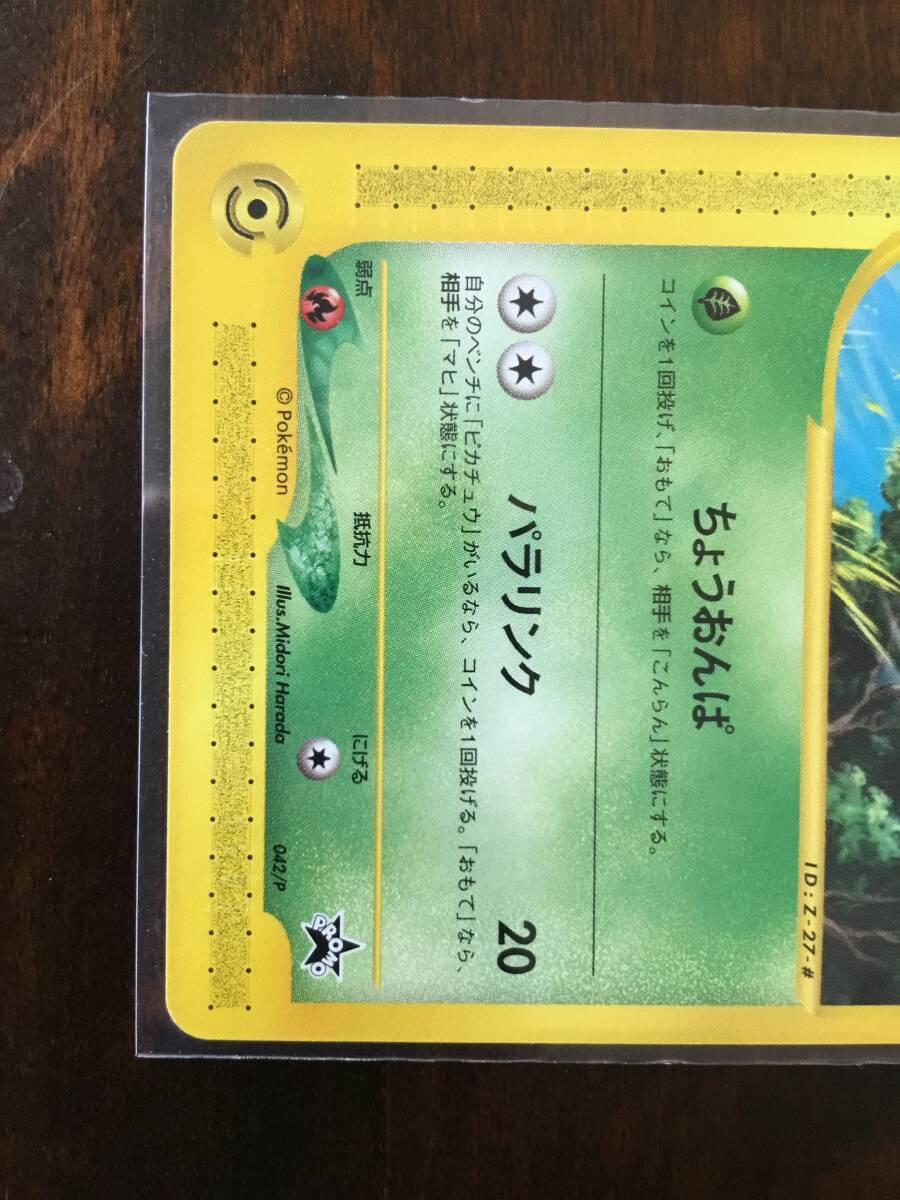 ID:Z-27-#
ちょうおんぱ
コインを1回投げ、「おもて」なら、相手を「こんらん」状態にする。
パラリンク 20
自分のベンチに「ピカチュウ」がいるなら、コインを1回投げる。「おもて」なら、
相手を「マヒ」状態にする。
弱点 抵抗力 にげる
©Pokémon Illus.Midori Harada 042/P
PROMO